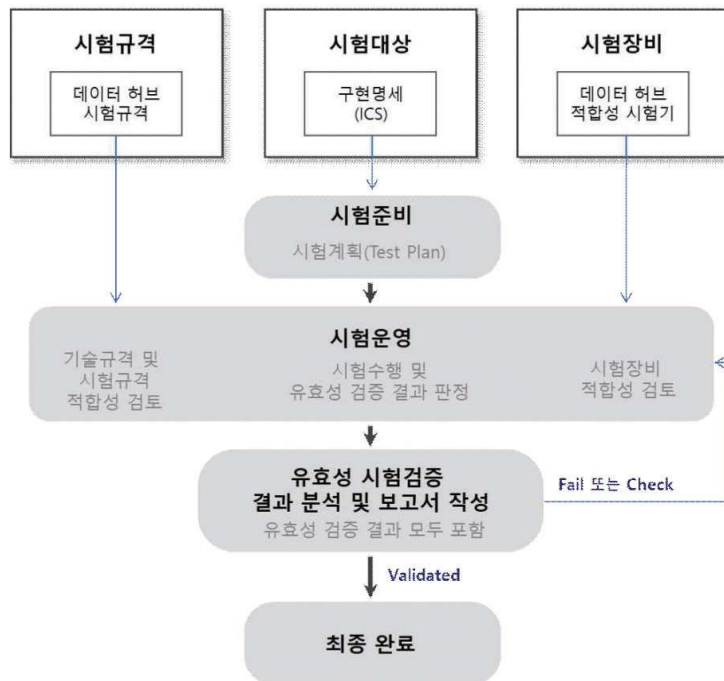 시험규격
데이터 허브
시험규격
시험대상
구현명세
(ICS)
시험장비
데이터 허브
적합성 시험기
시험준비
시험계획(Test Plan)
시험운영
기술규격 및
시험규격
적합성 검토
시험수행 및
유효성 검증 결과 판정
시험장비
적합성 검토
유효성 시험검증
결과 분석 및 보고서 작성
유효성 검증 결과 모두 포함
Fail 또는 Check
Validated
최종 완료